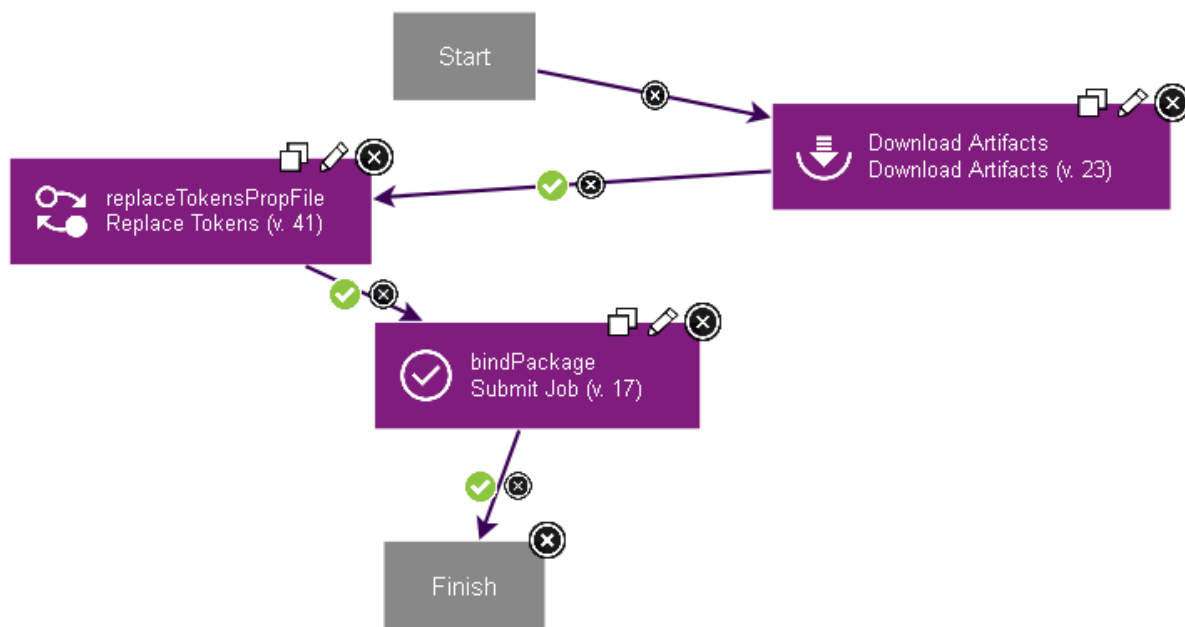 Start
Download Artifacts
Download Artifacts (v. 23)
replaceTokensPropFile
Replace Tokens (v. 41)
bindPackage
Submit Job (v. 17)
Finish